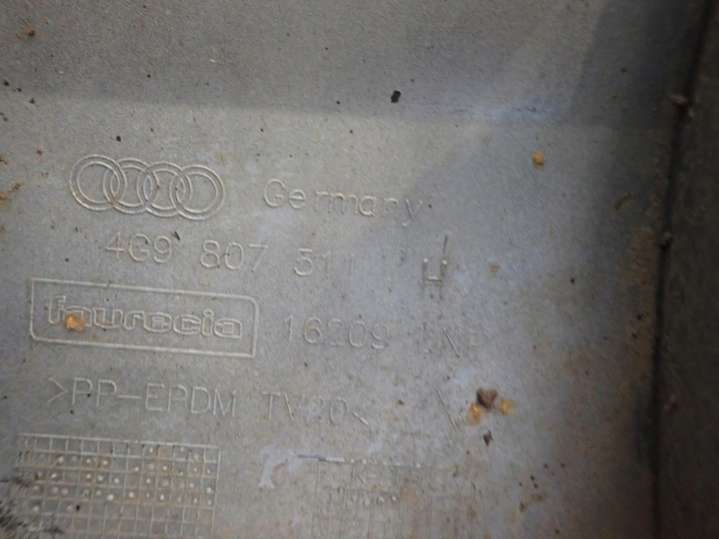 Germany
4G9 807 511 H
faurecia 16209
>PP-EPDM TV20<